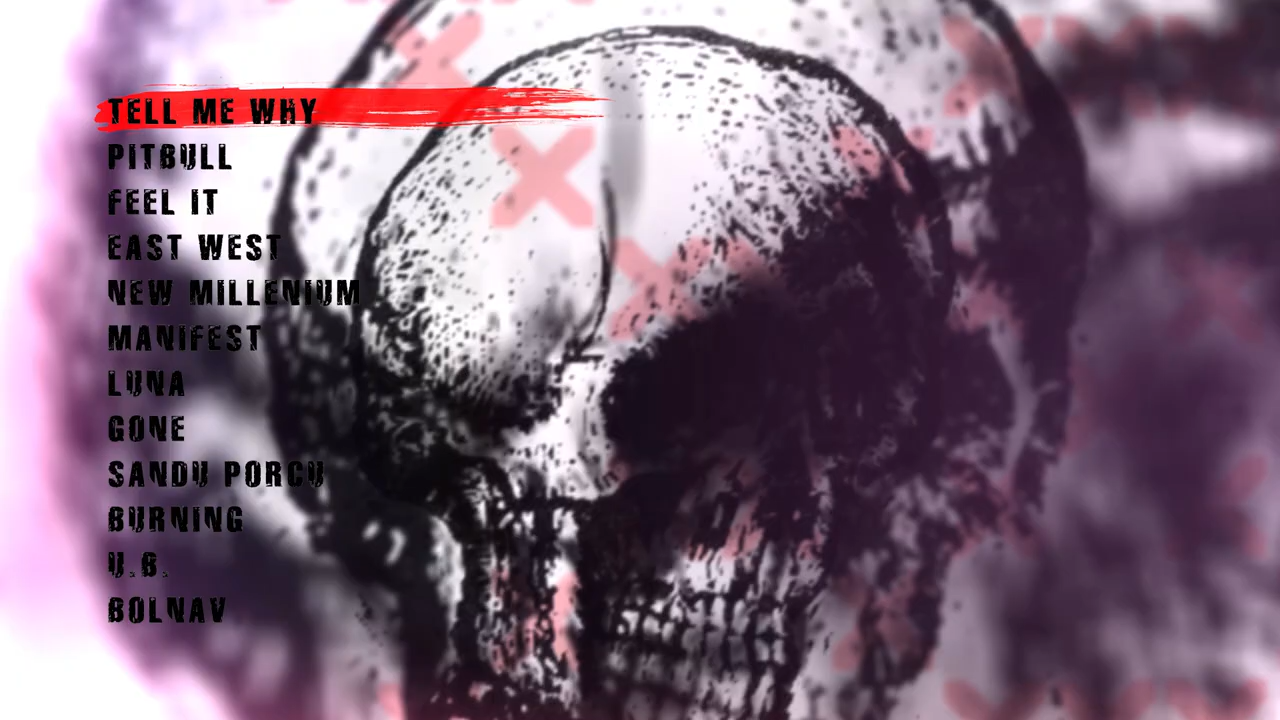 TELL ME WHY
PITBULL
FEEL IT
EAST WEST
NEW MILLENIUM
MANIFEST
LUNA
GONE
SANDU PORCU
BURNING
U.G.
BOLNAV